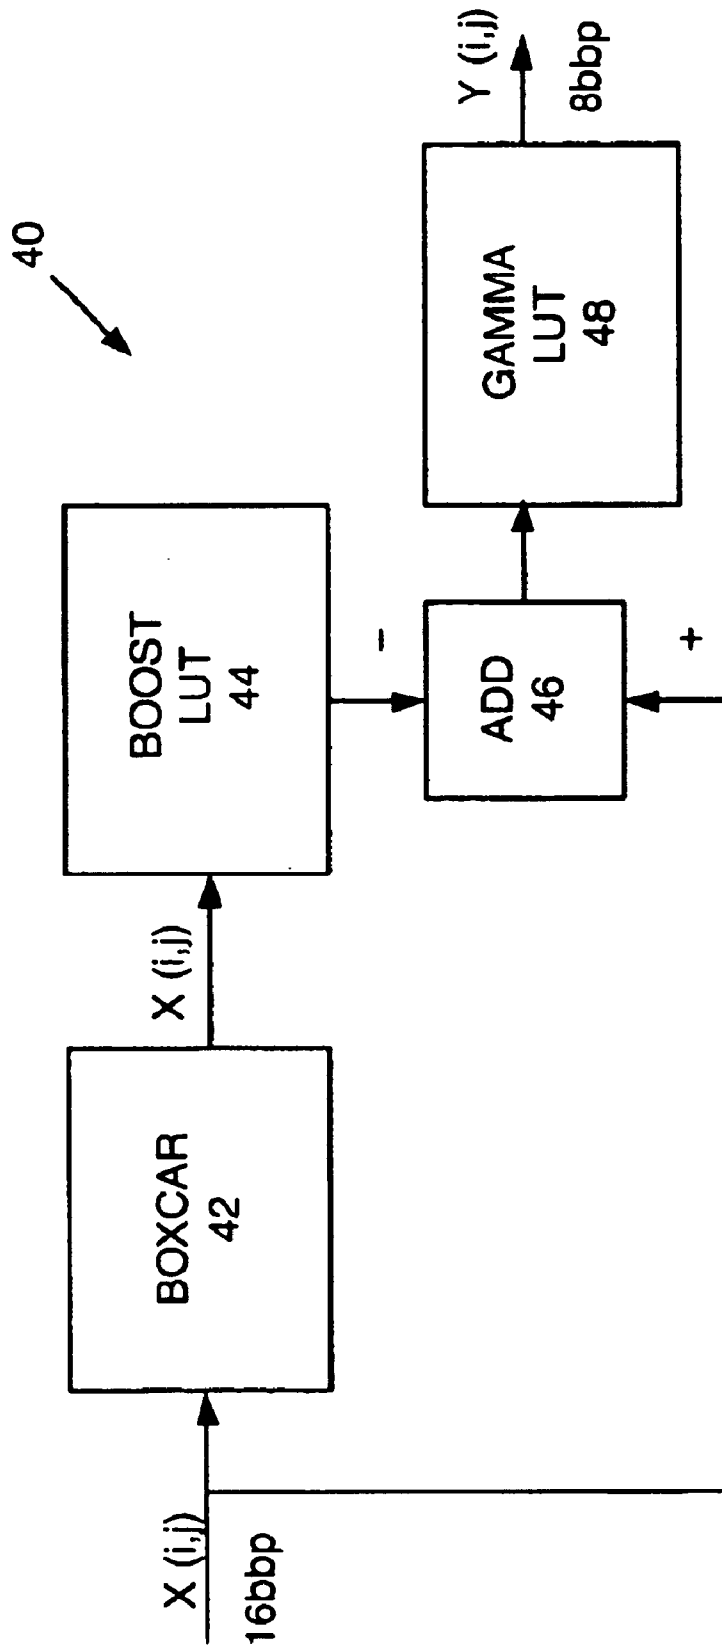 40
X (i,j)
16bbp
BOXCAR
42
X (i,j)
BOOST
LUT
44
-
ADD
46
+
GAMMA
LUT
48
Y (i,j)
8bbp